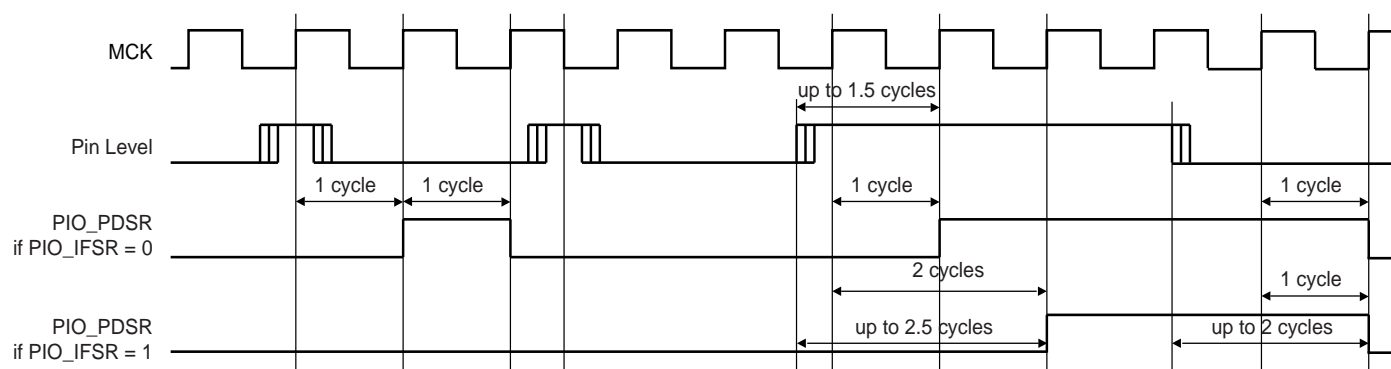 MCK
up to 1.5 cycles
Pin Level
1 cycle
1 cycle
1 cycle
1 cycle
PIO_PDSR
if PIO_IFSR = 0
2 cycles
1 cycle
PIO_PDSR
if PIO_IFSR = 1
up to 2.5 cycles
up to 2 cycles